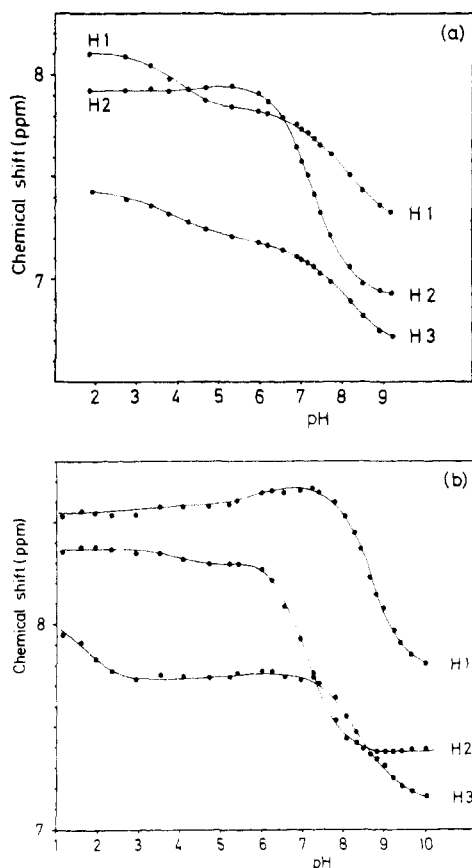 (a)
H1
8
H2
Chemical shift (ppm)
H1
7
H2
H3
2 3 4 5 6 7 8 9
pH
(b)
8
Chemical shift (ppm)
H1
H2
H3
7
1 2 3 4 5 6 7 8 9 10
pH